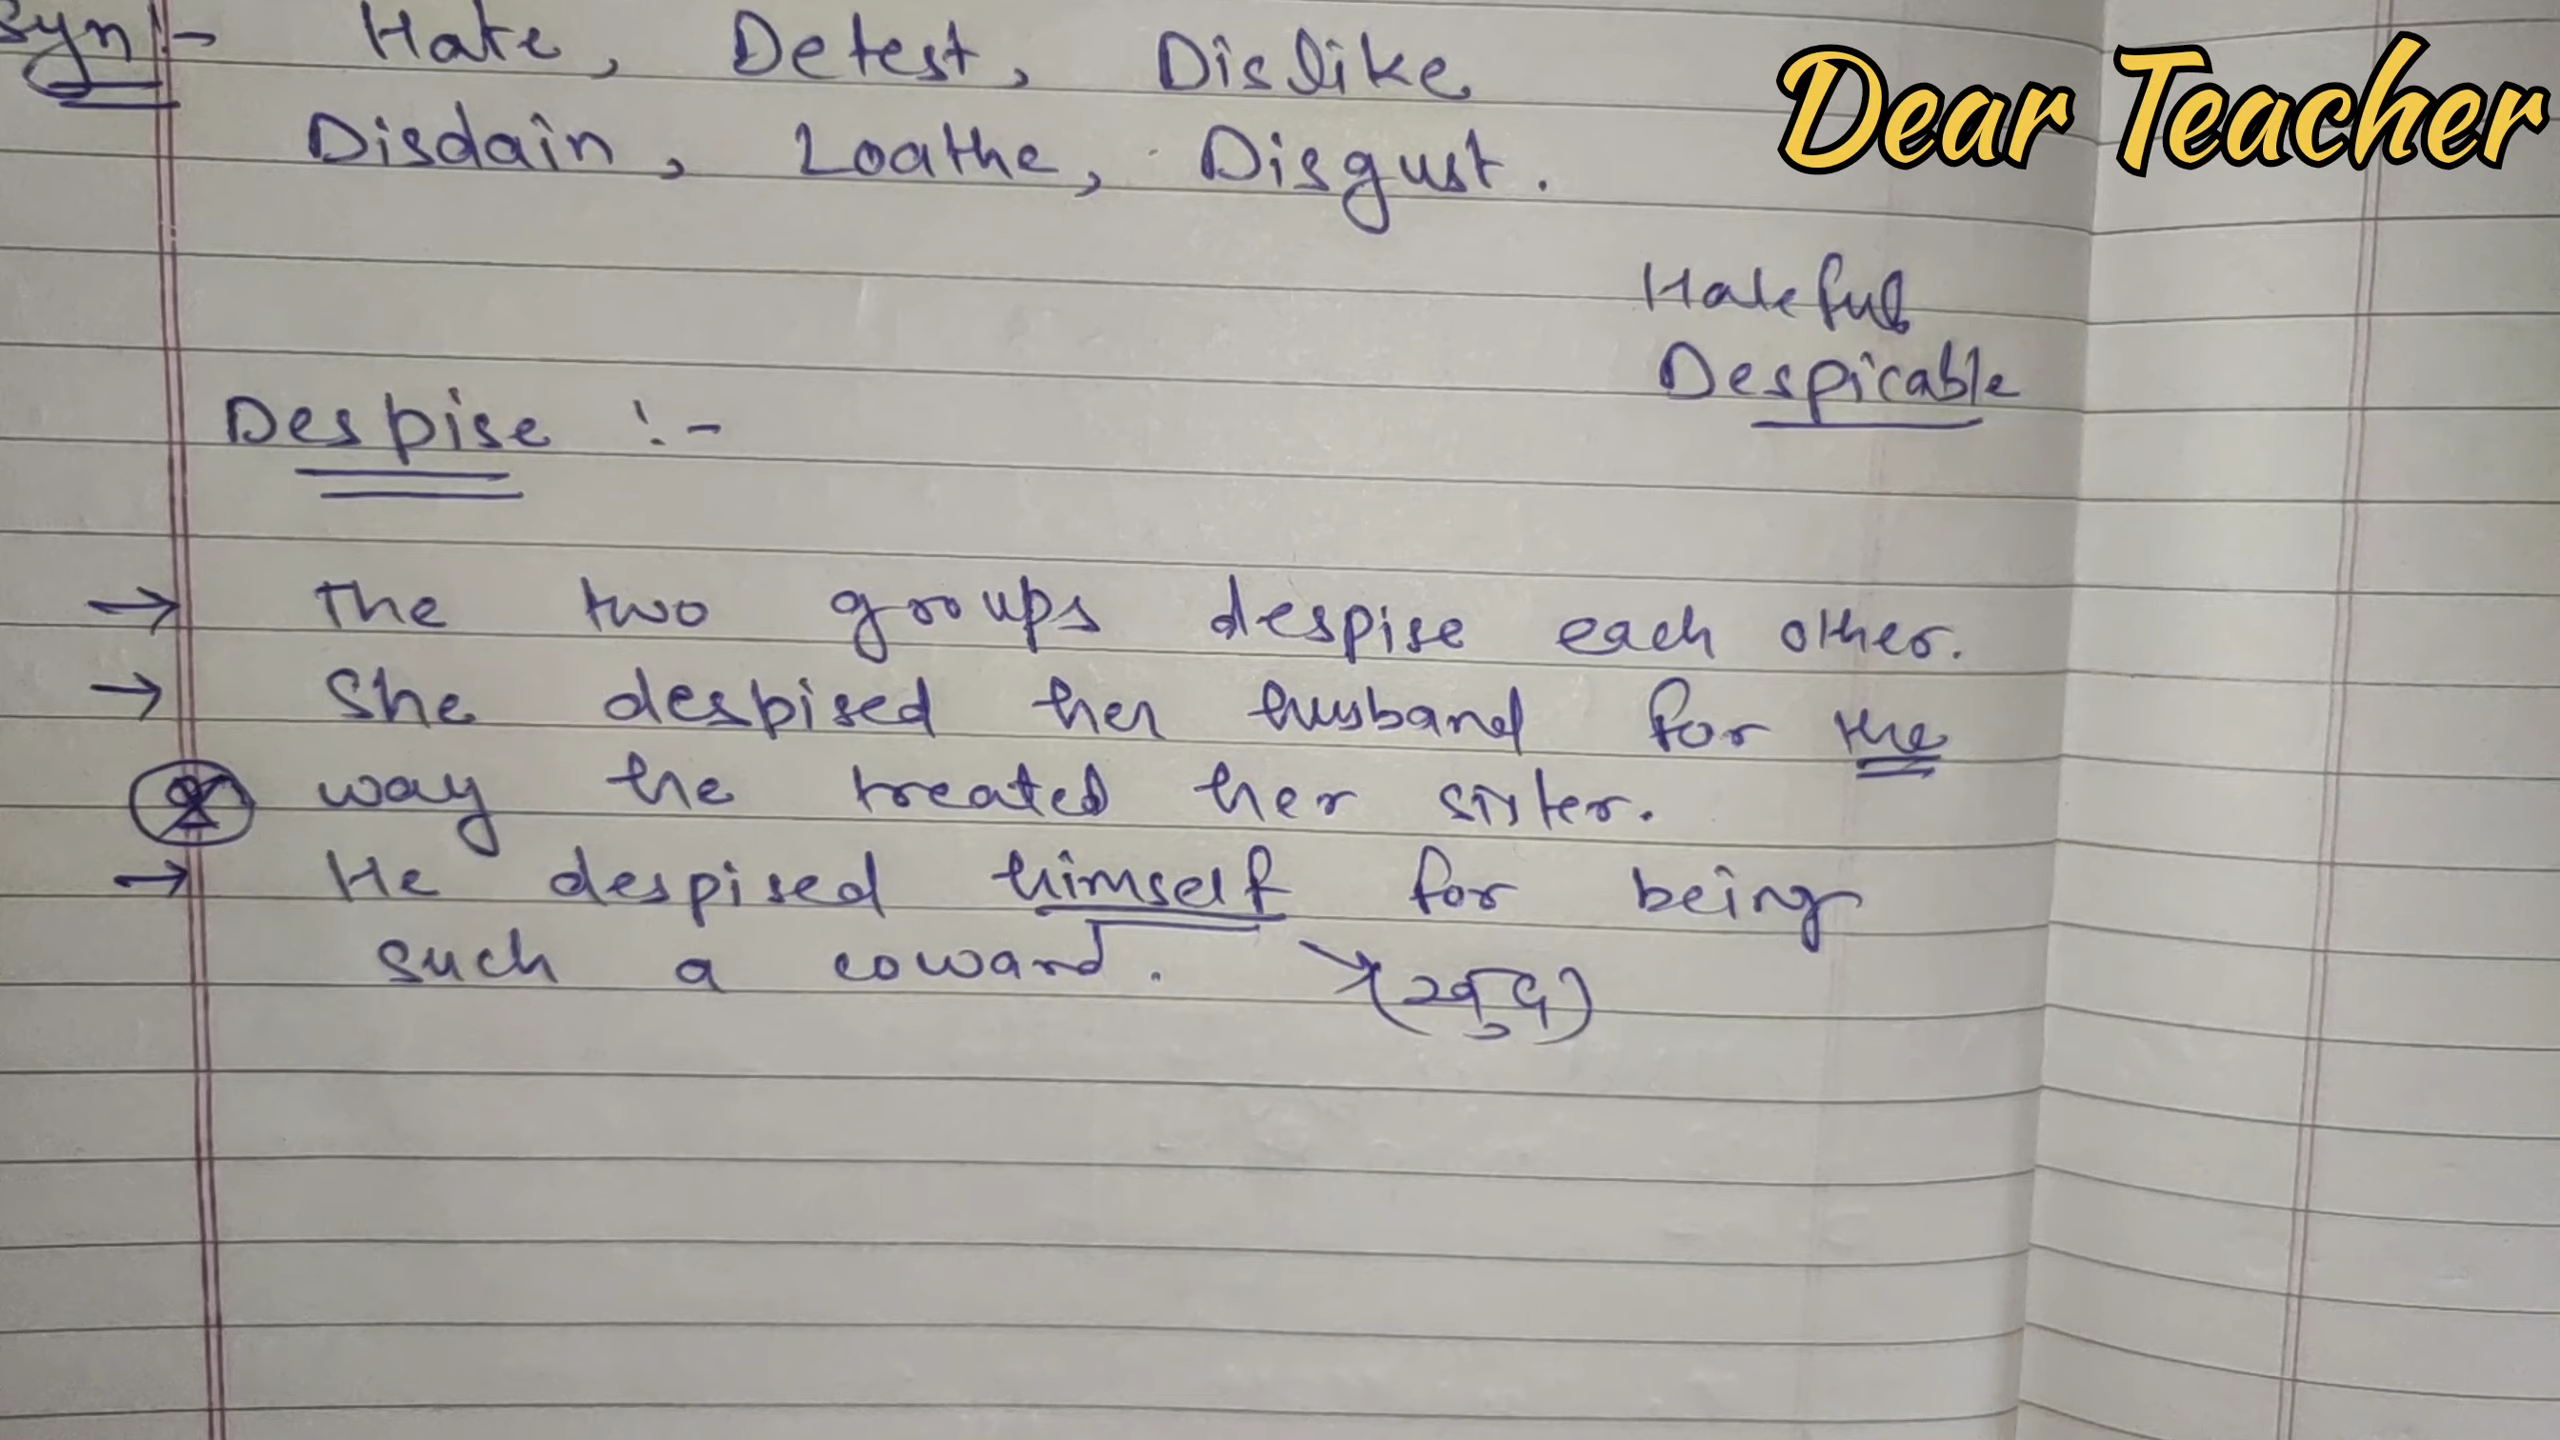 Syn :- Hate, Detest, Dislike
Dear Teacher
Disdain, Loathe, Disgust.
Hateful
Despicable
Despise :-
→ The two groups despise each other.
→ She despised her husband for the
way he treated her sister.
→ He despised himself for being
such a coward. → (खुद)